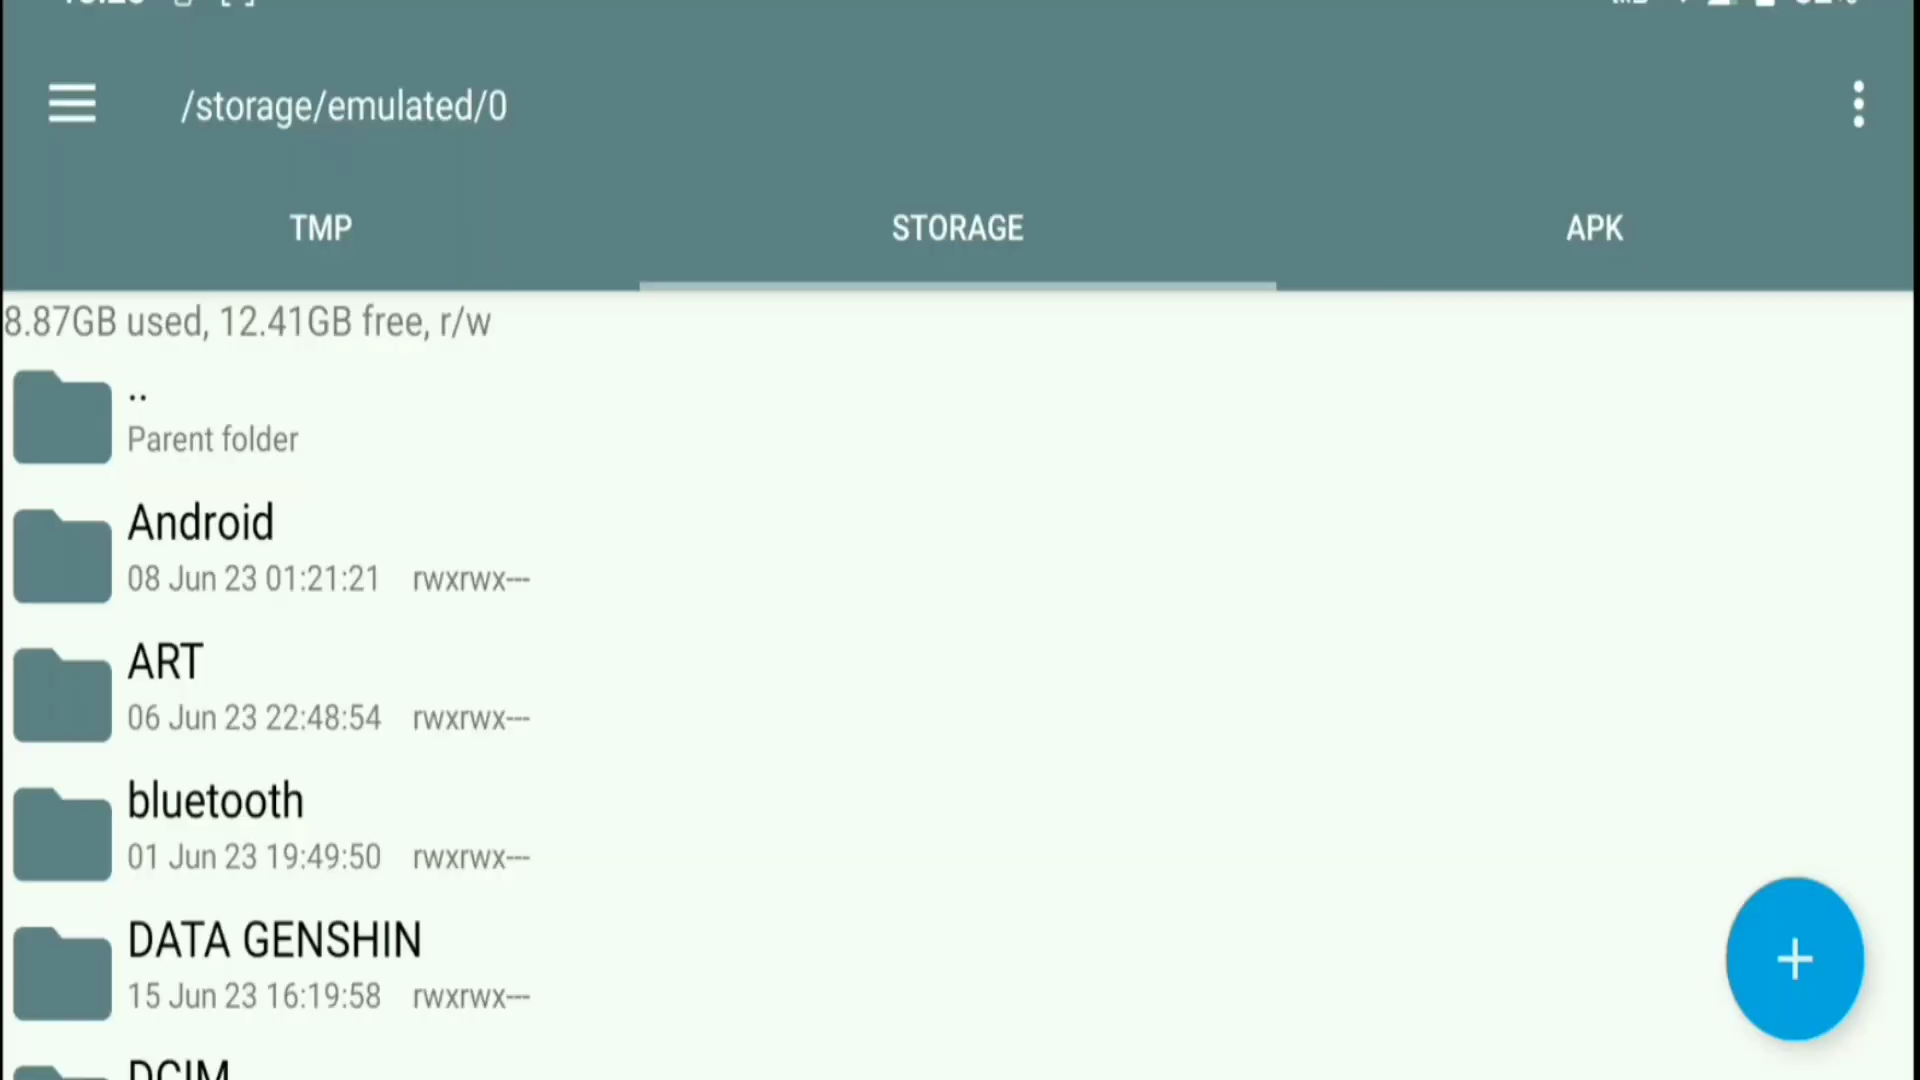 /storage/emulated/0
TMP STORAGE APK
8.87GB used, 12.41GB free, r/w
..
Parent folder
Android
08 Jun 23 01:21:21 rwxrwx---
ART
06 Jun 23 22:48:54 rwxrwx---
bluetooth
01 Jun 23 19:49:50 rwxrwx---
DATA GENSHIN
15 Jun 23 16:19:58 rwxrwx---
DCIM